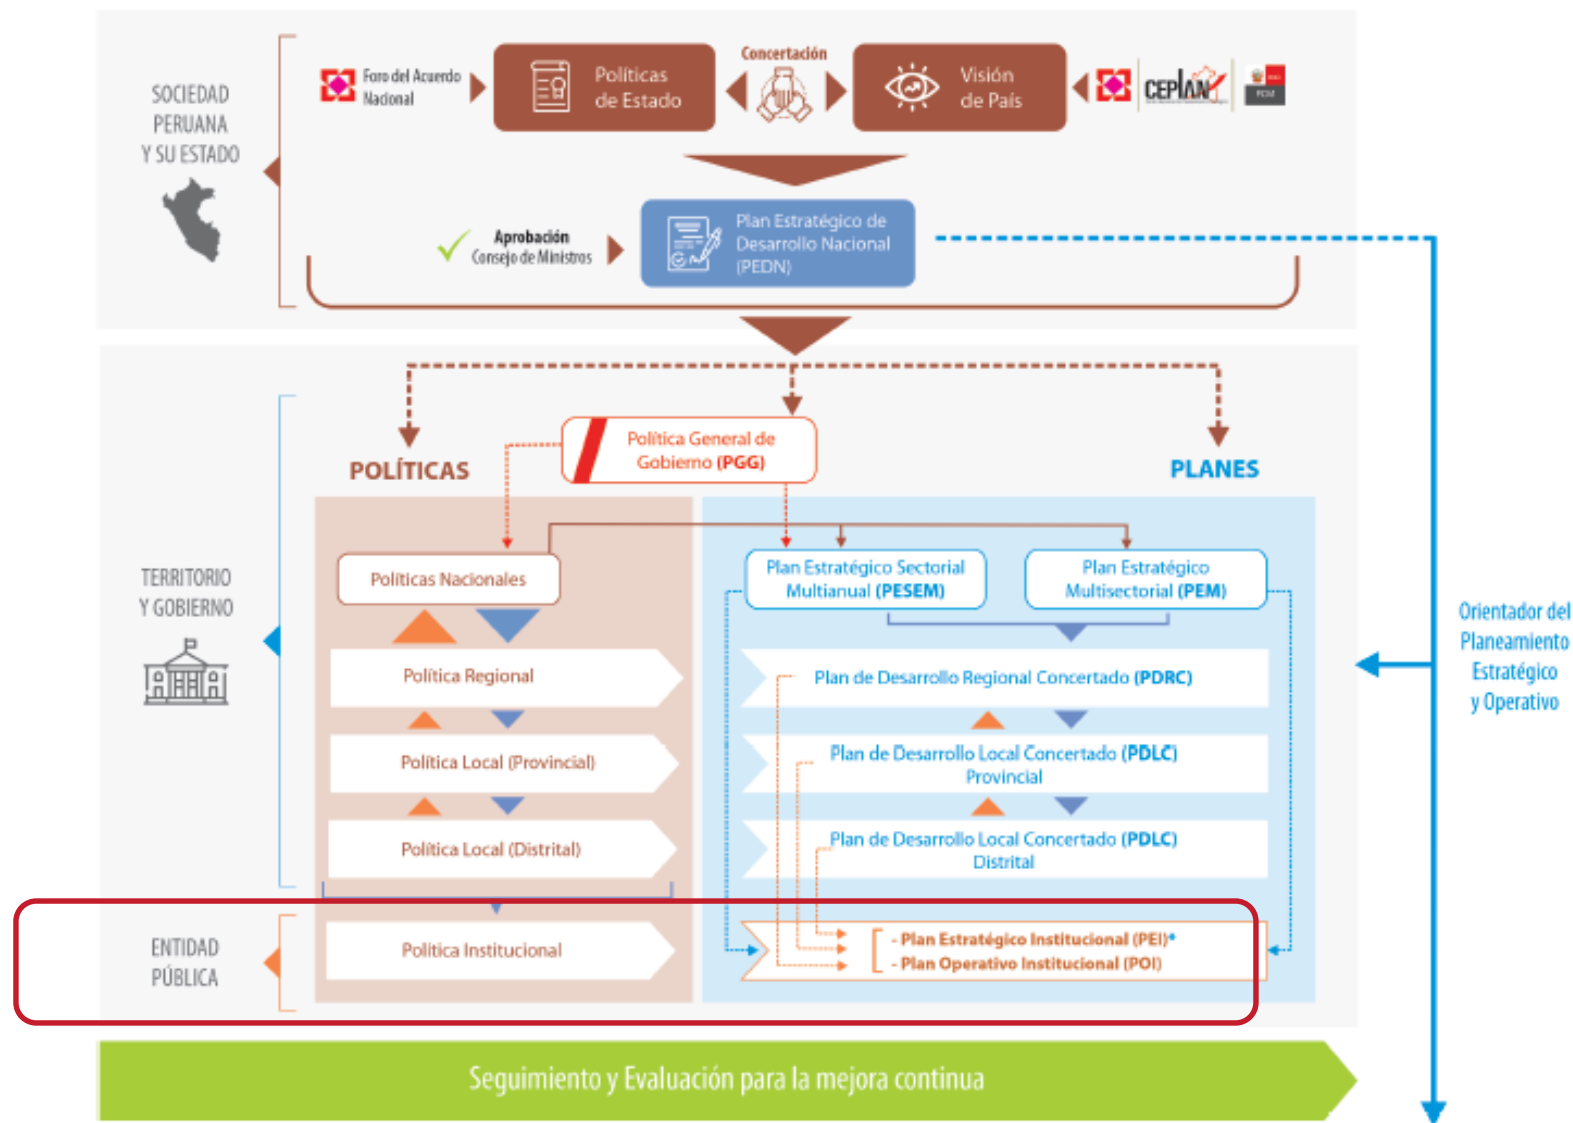 SOCIEDAD
PERUANA
Y SU ESTADO
Foro del Acuerdo
Nacional
Políticas
de Estado
Concertación
Visión
de País
CEPLAN
PCM
Aprobación
Consejo de Ministros
Plan Estratégico de
Desarrollo Nacional
(PEDN)
Política General de
Gobierno (PGG)
POLÍTICAS
PLANES
TERRITORIO
Y GOBIERNO
Políticas Nacionales
Plan Estratégico Sectorial
Multianual (PESEM)
Plan Estratégico
Multisectorial (PEM)
Orientador del
Planeamiento
Estratégico
y Operativo
Política Regional
Plan de Desarrollo Regional Concertado (PDRC)
Política Local (Provincial)
Plan de Desarrollo Local Concertado (PDLC)
Provincial
Política Local (Distrital)
Plan de Desarrollo Local Concertado (PDLC)
Distrital
ENTIDAD
PÚBLICA
Política Institucional
- Plan Estratégico Institucional (PEI)*
- Plan Operativo Institucional (POI)
Seguimiento y Evaluación para la mejora continua